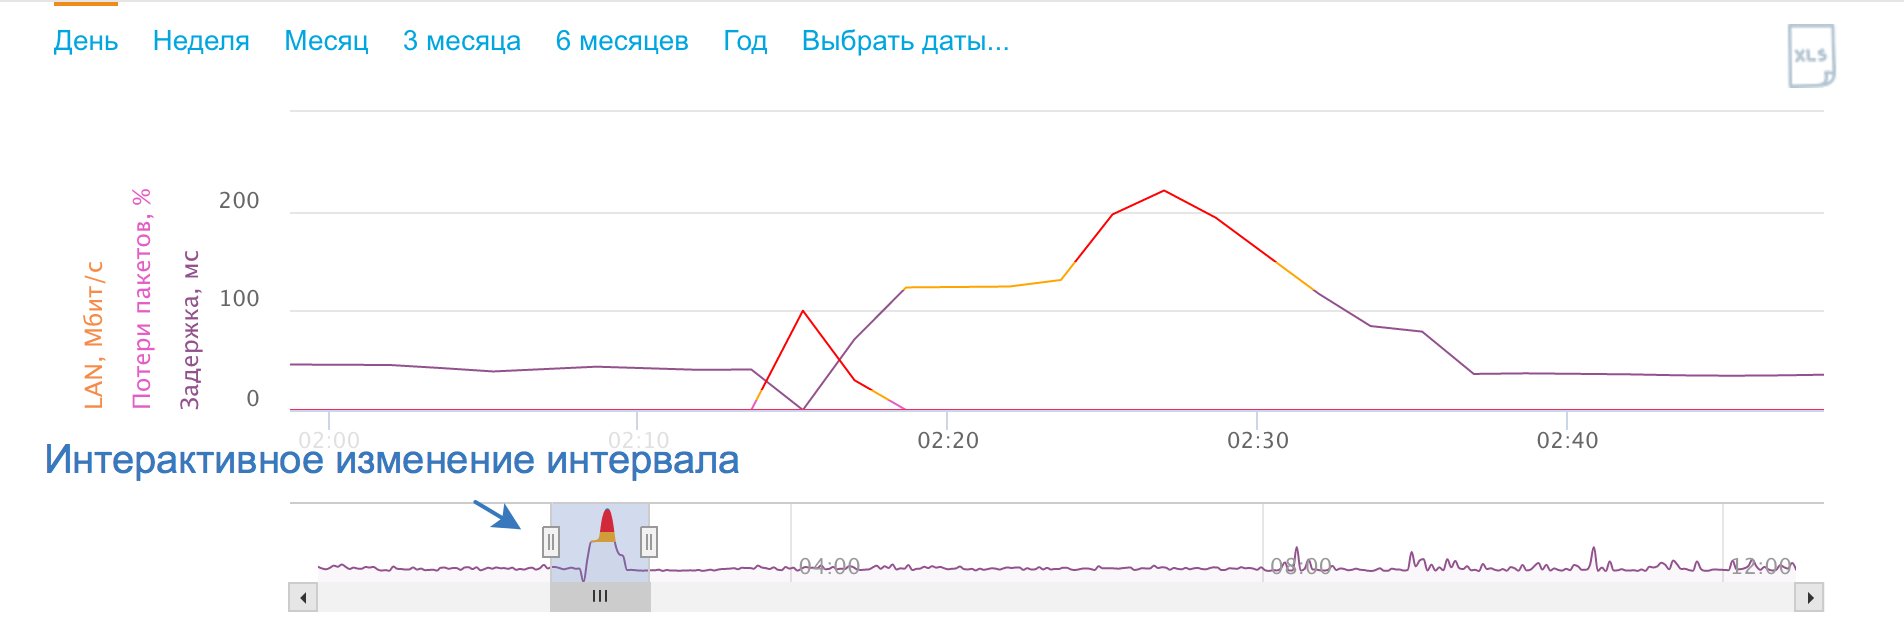 День Неделя Месяц 3 месяца 6 месяцев Год Выбрать даты...
XLS
LAN, Мбит/с
Потери пакетов, %
Задержка, мс
200
100
0
02:00 02:10 02:20 02:30 02:40
Интерактивное изменение интервала
04:00 08:00 12:00